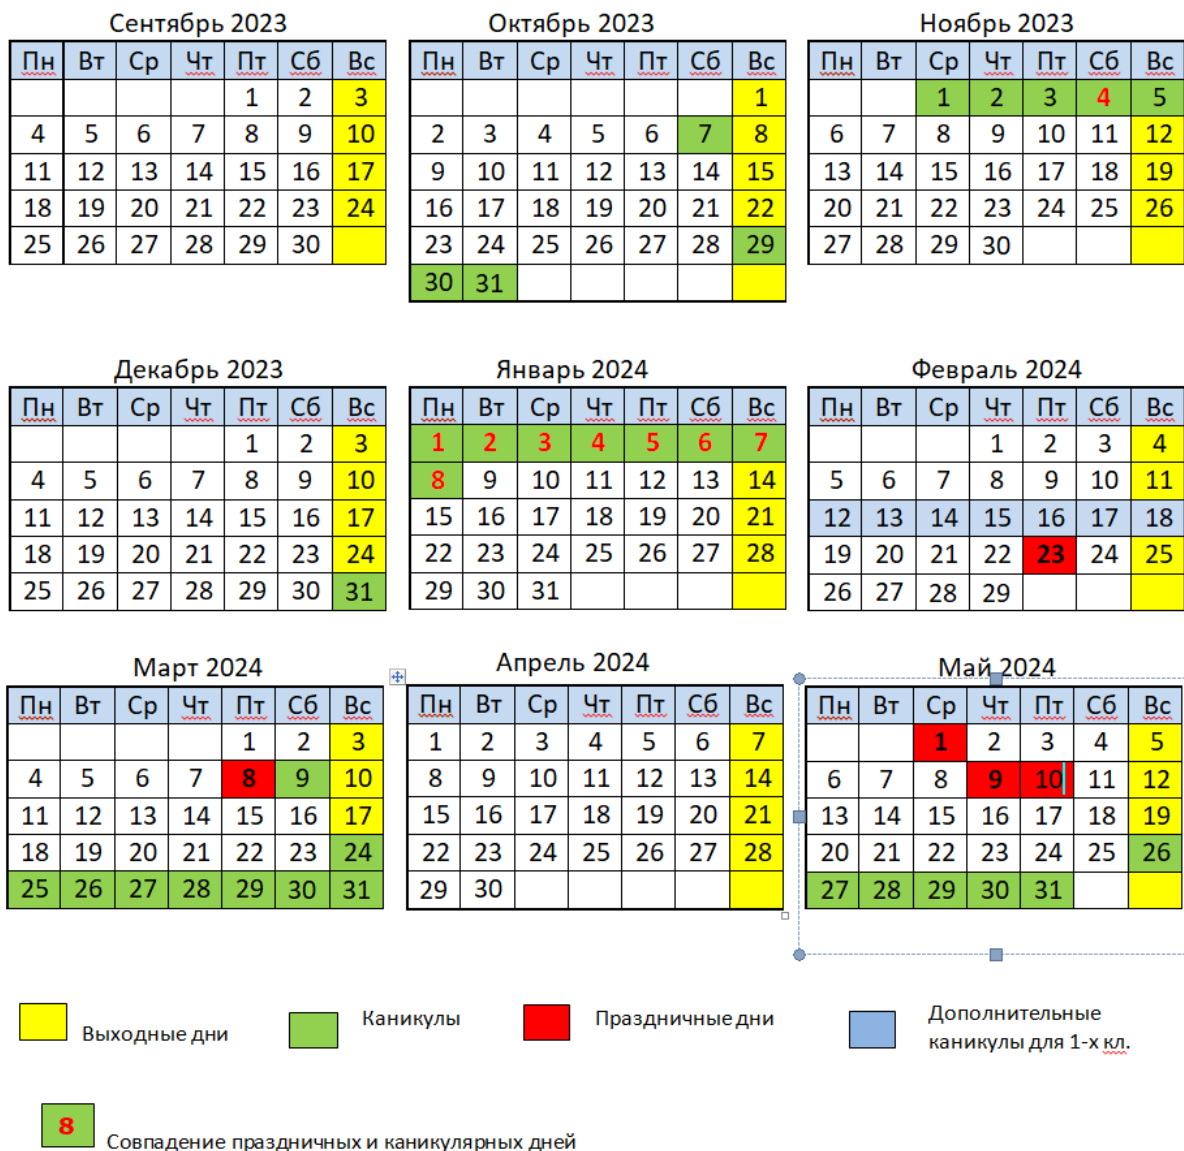 Сентябрь 2023 Октябрь 2023 Ноябрь 2023
Пн Вт Ср Чт Пт Сб Вс Пн Вт Ср Чт Пт Сб Вс Пн Вт Ср Чт Пт Сб Вс
1 2 3 1 1 2 3 4 5
4 5 6 7 8 9 10 2 3 4 5 6 7 8 6 7 8 9 10 11 12
11 12 13 14 15 16 17 9 10 11 12 13 14 15 13 14 15 16 17 18 19
18 19 20 21 22 23 24 16 17 18 19 20 21 22 20 21 22 23 24 25 26
25 26 27 28 29 30 23 24 25 26 27 28 29 27 28 29 30
30 31
Декабрь 2023 Январь 2024 Февраль 2024
Пн Вт Ср Чт Пт Сб Вс Пн Вт Ср Чт Пт Сб Вс Пн Вт Ср Чт Пт Сб Вс
1 2 3 1 2 3 4 5 6 7 1 2 3 4
4 5 6 7 8 9 10 8 9 10 11 12 13 14 5 6 7 8 9 10 11
11 12 13 14 15 16 17 15 16 17 18 19 20 21 12 13 14 15 16 17 18
18 19 20 21 22 23 24 22 23 24 25 26 27 28 19 20 21 22 23 24 25
25 26 27 28 29 30 31 29 30 31 26 27 28 29
Март 2024 Апрель 2024 Май 2024
Пн Вт Ср Чт Пт Сб Вс Пн Вт Ср Чт Пт Сб Вс Пн Вт Ср Чт Пт Сб Вс
1 2 3 1 2 3 4 5 6 7 1 2 3 4 5
4 5 6 7 8 9 10 8 9 10 11 12 13 14 6 7 8 9 10 11 12
11 12 13 14 15 16 17 15 16 17 18 19 20 21 13 14 15 16 17 18 19
18 19 20 21 22 23 24 22 23 24 25 26 27 28 20 21 22 23 24 25 26
25 26 27 28 29 30 31 29 30 27 28 29 30 31
Выходные дни
Каникулы
Праздничные дни
Дополнительные
каникулы для 1-х кл.
8 Совпадение праздничных и каникулярных дней